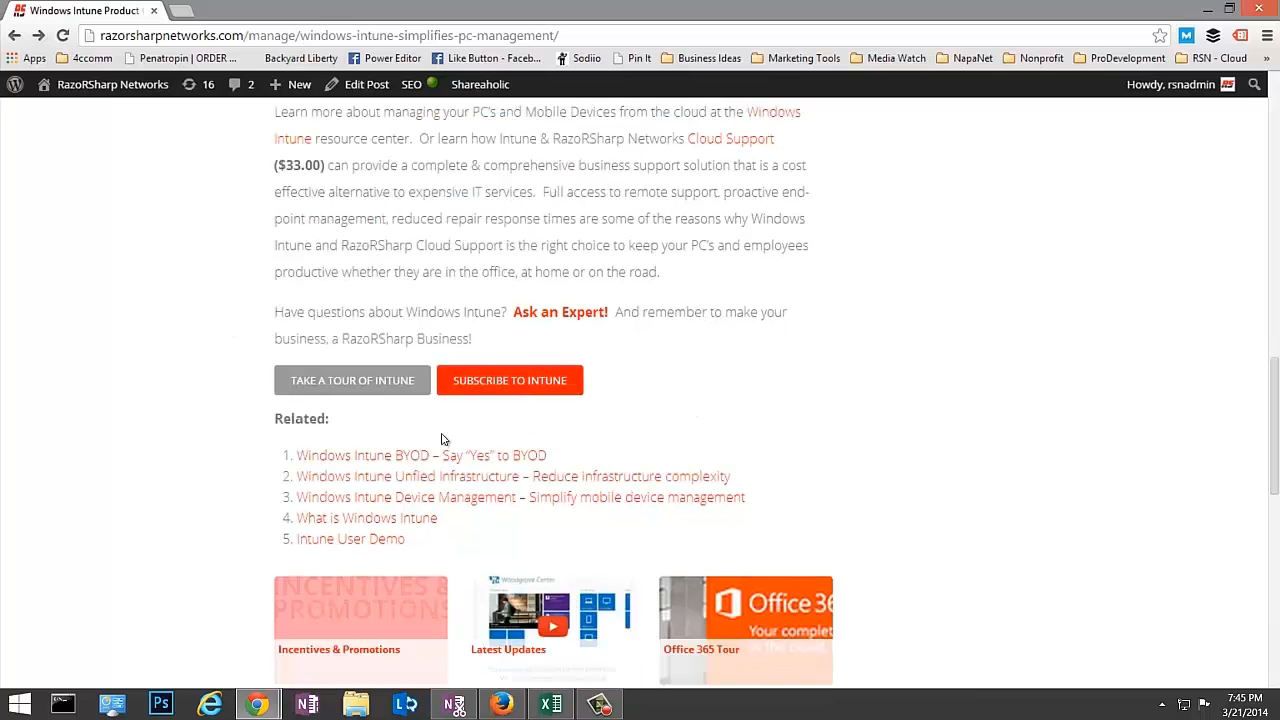 Windows Intune Product
razorsharpnetworks.com/manage/windows-intune-simplifies-pc-management/
Apps 4ccomm Penatropin | ORDER ... Backyard Liberty Power Editor Like Button - Faceb... Sodiio Pin It Business Ideas Marketing Tools Media Watch NapaNet Nonprofit ProDevelopment RSN - Cloud »
RazorSharp Networks 16 2 + New Edit Post SEO Shareaholic Howdy, rsnadmin
Learn more about managing your PC's and Mobile Devices from the cloud at the Windows
Intune resource center. Or learn how Intune & RazoRSharp Networks Cloud Support
($33.00) can provide a complete & comprehensive business support solution that is a cost
effective alternative to expensive IT services. Full access to remote support, proactive end-
point management, reduced repair response times are some of the reasons why Windows
Intune and RazoRSharp Cloud Support is the right choice to keep your PC's and employees
productive whether they are in the office, at home or on the road.
Have questions about Windows Intune? Ask an Expert! And remember to make your
business, a RazoRSharp Business!
TAKE A TOUR OF INTUNE SUBSCRIBE TO INTUNE
Related:
1. Windows Intune BYOD – Say "Yes" to BYOD
2. Windows Intune Unfied Infrastructure – Reduce infrastructure complexity
3. Windows Intune Device Management – Simplify mobile device management
4. What is Windows Intune
5. Intune User Demo
INCENTIVES &
PROMOTIONS
Incentives & Promotions
Latest Updates
Office 36
Your complet
in the cloud.
Office 365 Tour
7:45 PM
3/21/2014